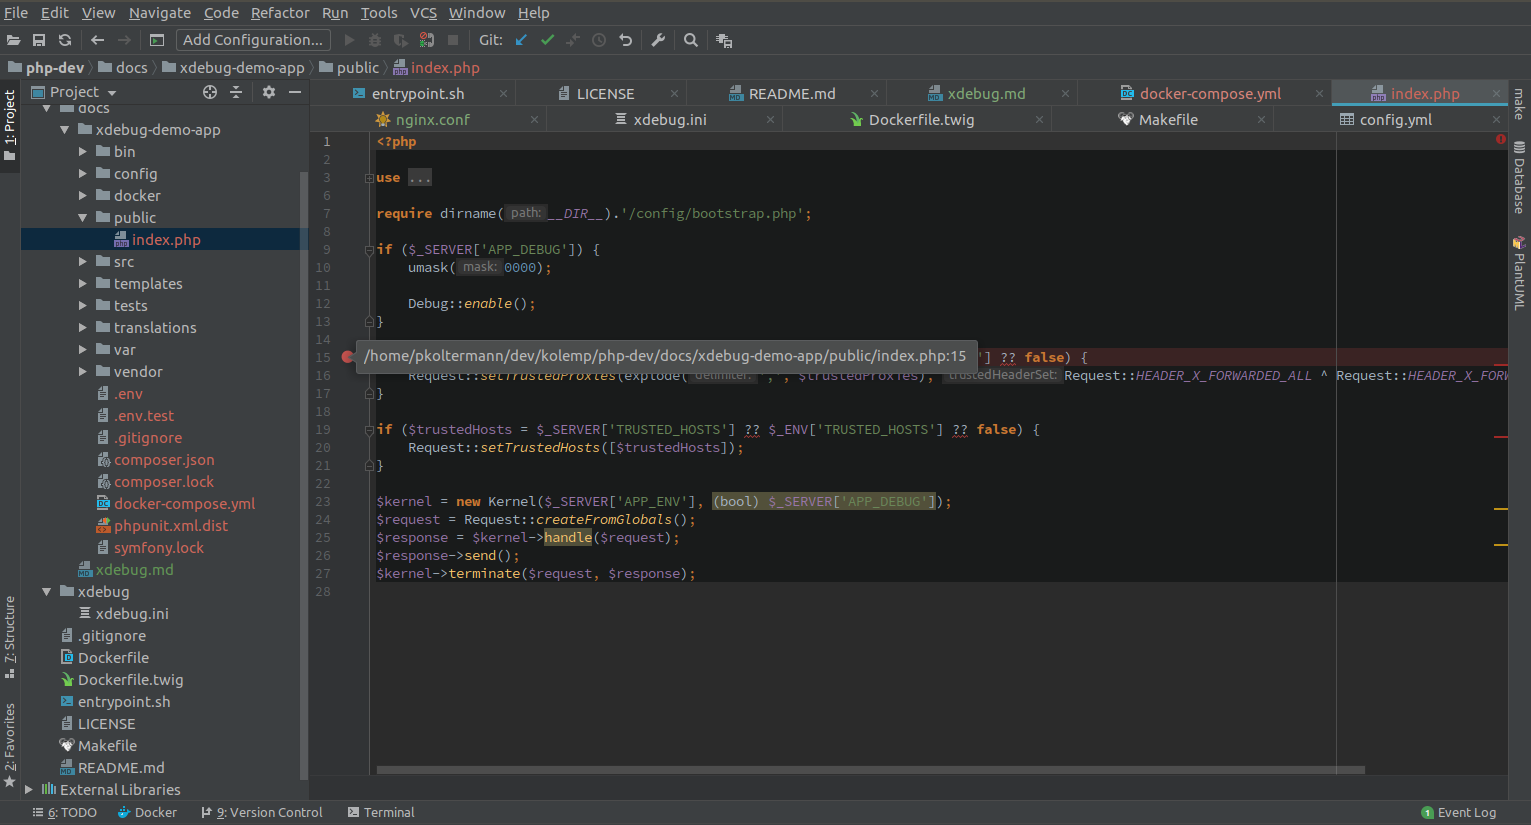 File Edit View Navigate Code Refactor Run Tools VCS Window Help
Add Configuration... Git:
php-dev docs xdebug-demo-app public index.php
1: Project
Project
docs
xdebug-demo-app
bin
config
docker
public
index.php
src
templates
tests
translations
var
vendor
.env
.env.test
.gitignore
composer.json
composer.lock
docker-compose.yml
phpunit.xml.dist
symfony.lock
xdebug.md
xdebug
xdebug.ini
.gitignore
Dockerfile
Dockerfile.twig
entrypoint.sh
LICENSE
Makefile
README.md
External Libraries
7: Structure
2: Favorites
entrypoint.sh LICENSE README.md xdebug.md docker-compose.yml index.php
nginx.conf xdebug.ini Dockerfile.twig Makefile config.yml
1 <?php
2
3 use ...
6
7 require dirname( path: __DIR__).'/config/bootstrap.php';
8
9 if ($_SERVER['APP_DEBUG']) {
10 umask( mask: 0000);
11
12 Debug::enable();
13 }
14
/home/pkoltermann/dev/kolemp/php-dev/docs/xdebug-demo-app/public/index.php:15
15 '] ?? false) {
16 Request::setTrustedProxies(explode( delimiter: ',', $trustedProxies), trustedHeaderSet: Request::HEADER_X_FORWARDED_ALL ^ Request::HEADER_X_FORW
17 }
18
19 if ($trustedHosts = $_SERVER['TRUSTED_HOSTS'] ?? $_ENV['TRUSTED_HOSTS'] ?? false) {
20 Request::setTrustedHosts([$trustedHosts]);
21 }
22
23 $kernel = new Kernel($_SERVER['APP_ENV'], (bool) $_SERVER['APP_DEBUG']);
24 $request = Request::createFromGlobals();
25 $response = $kernel->handle($request);
26 $response->send();
27 $kernel->terminate($request, $response);
28
make
Database
PlantUML
6: TODO Docker 9: Version Control Terminal 1 Event Log